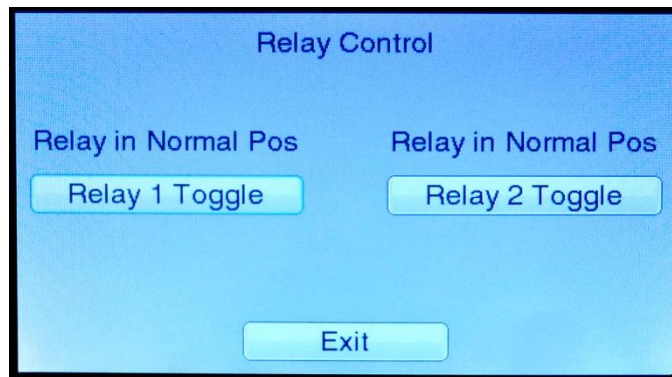 Relay Control
Relay in Normal Pos
Relay in Normal Pos
Relay 1 Toggle
Relay 2 Toggle
Exit